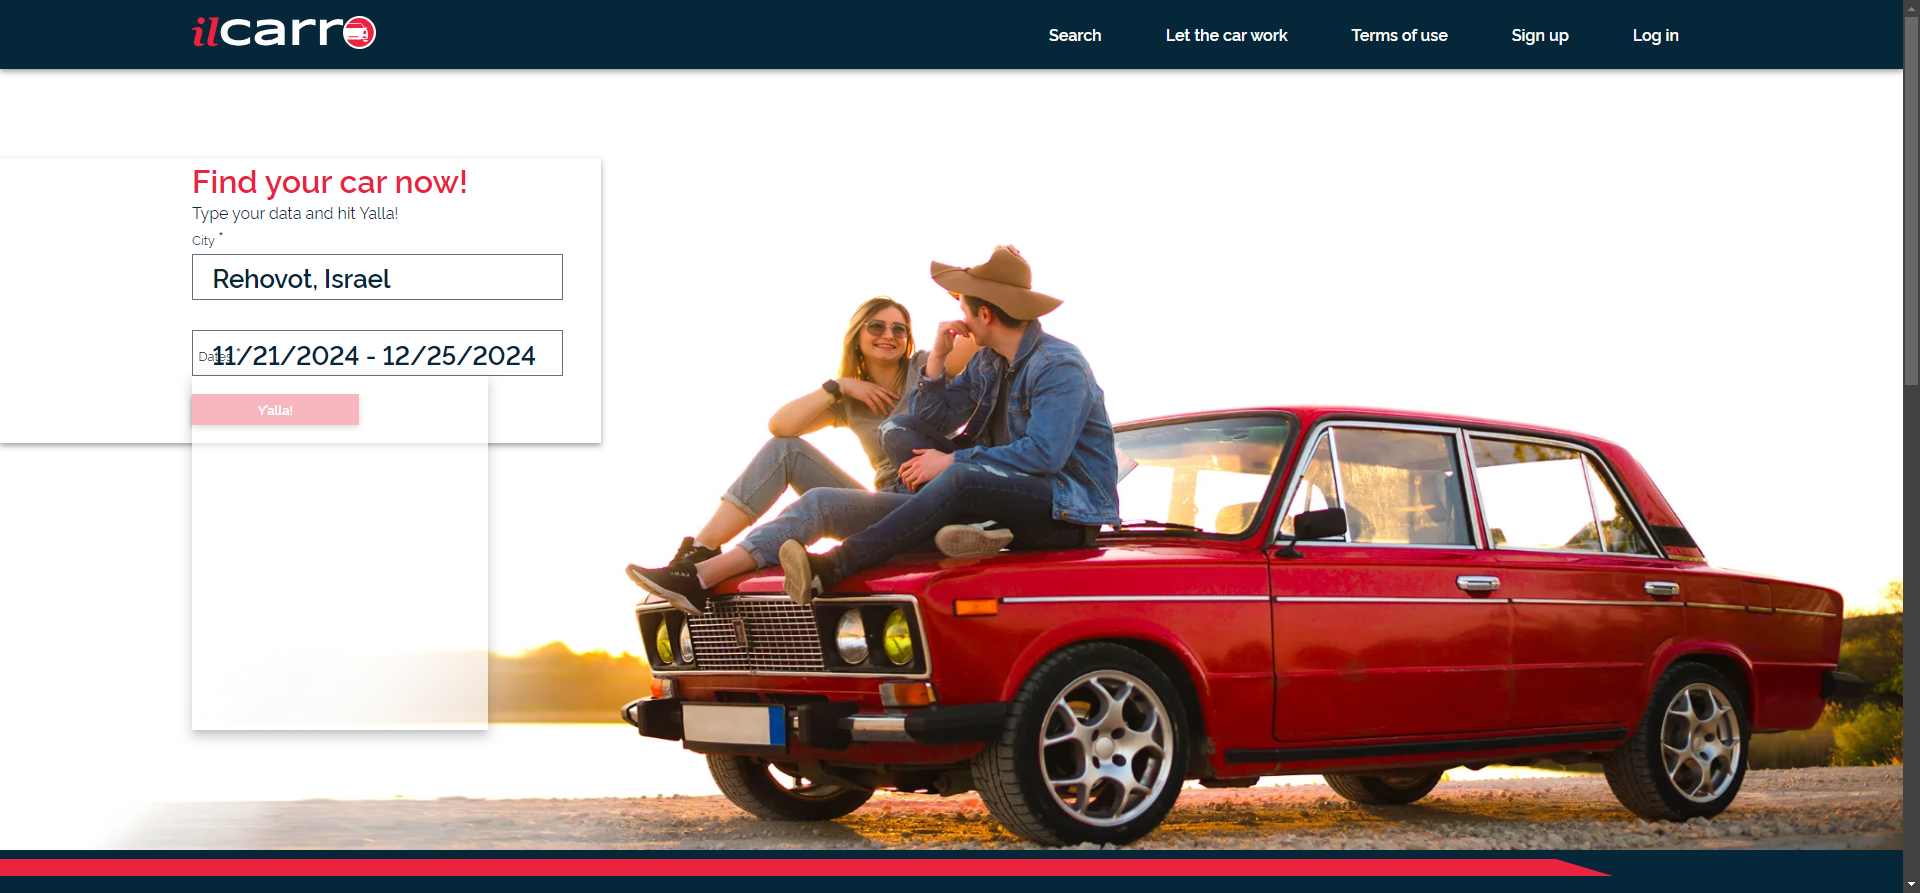 ilcarro
Search
Let the car work
Terms of use
Sign up
Log in
Find your car now!
Type your data and hit Yalla!
City *
Rehovot, Israel
Dates *
11/21/2024 - 12/25/2024
Y'alla!